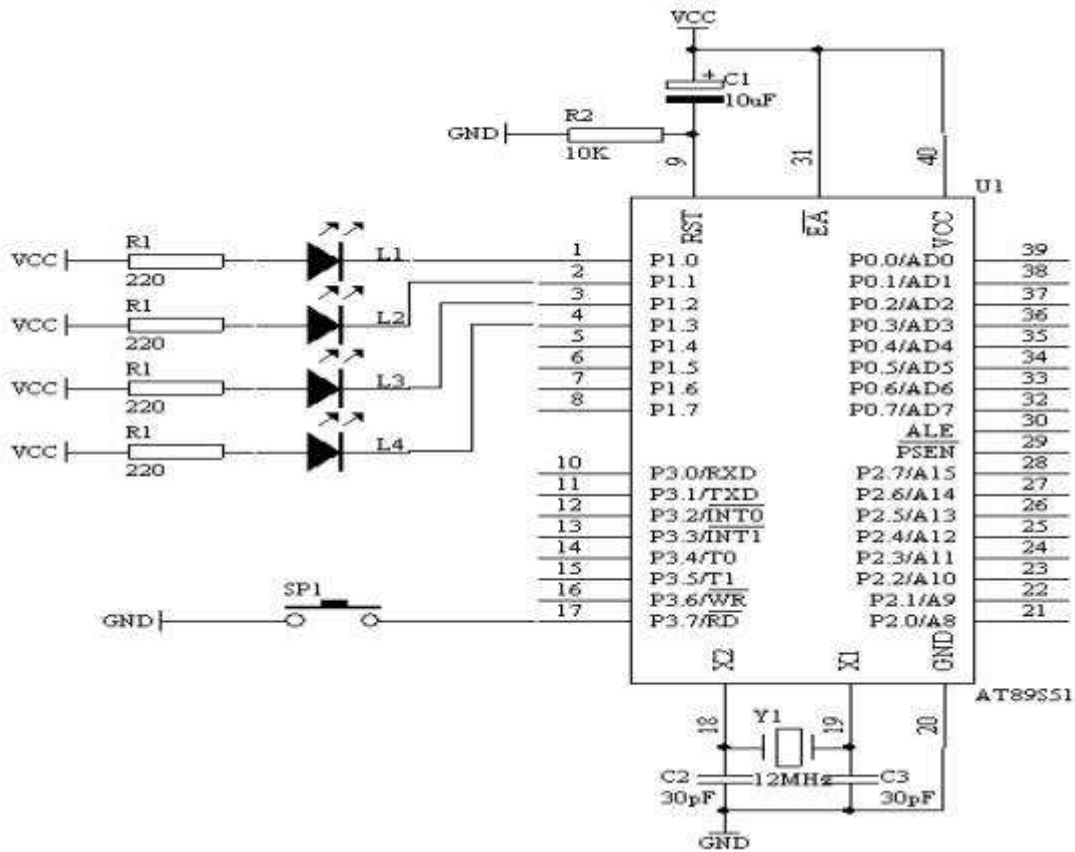 VCC
+
C1
10uF
R2
GND
10K
9
31
40
U1
RST
EA
VCC
R1
VCC
220
L1
1
P1.0
P0.0/AD0
39
2
P1.1
P0.1/AD1
38
R1
VCC
220
L2
3
P1.2
P0.2/AD2
37
4
P1.3
P0.3/AD3
36
5
P1.4
P0.4/AD4
35
R1
VCC
220
L3
6
P1.5
P0.5/AD5
34
7
P1.6
P0.6/AD6
33
8
P1.7
P0.7/AD7
32
R1
VCC
220
L4
ALE
30
PSEN
29
10
P3.0/RXD
P2.7/A15
28
11
P3.1/TXD
P2.6/A14
27
12
P3.2/INT0
P2.5/A13
26
13
P3.3/INT1
P2.4/A12
25
14
P3.4/T0
P2.3/A11
24
15
P3.5/T1
P2.2/A10
23
16
P3.6/WR
P2.1/A9
22
SP1
GND
17
P3.7/RD
P2.0/A8
21
X2
X1
GND
AT89S51
18
Y1
19
20
C2
12MHz
C3
30pF
30pF
GND